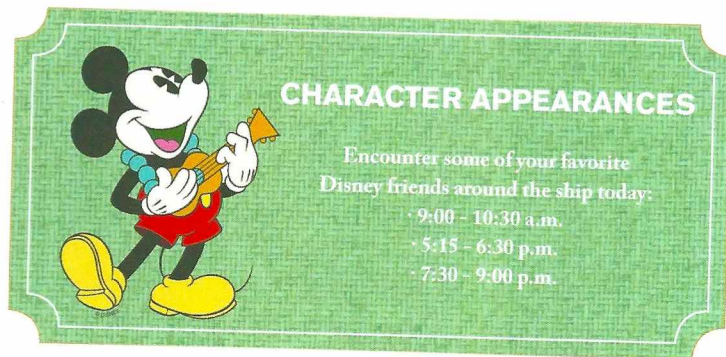 CHARACTER APPEARANCES
Encounter some of your favorite
Disney friends around the ship today:
· 9:00 - 10:30 a.m.
· 5:15 - 6:30 p.m.
· 7:30 - 9:00 p.m.